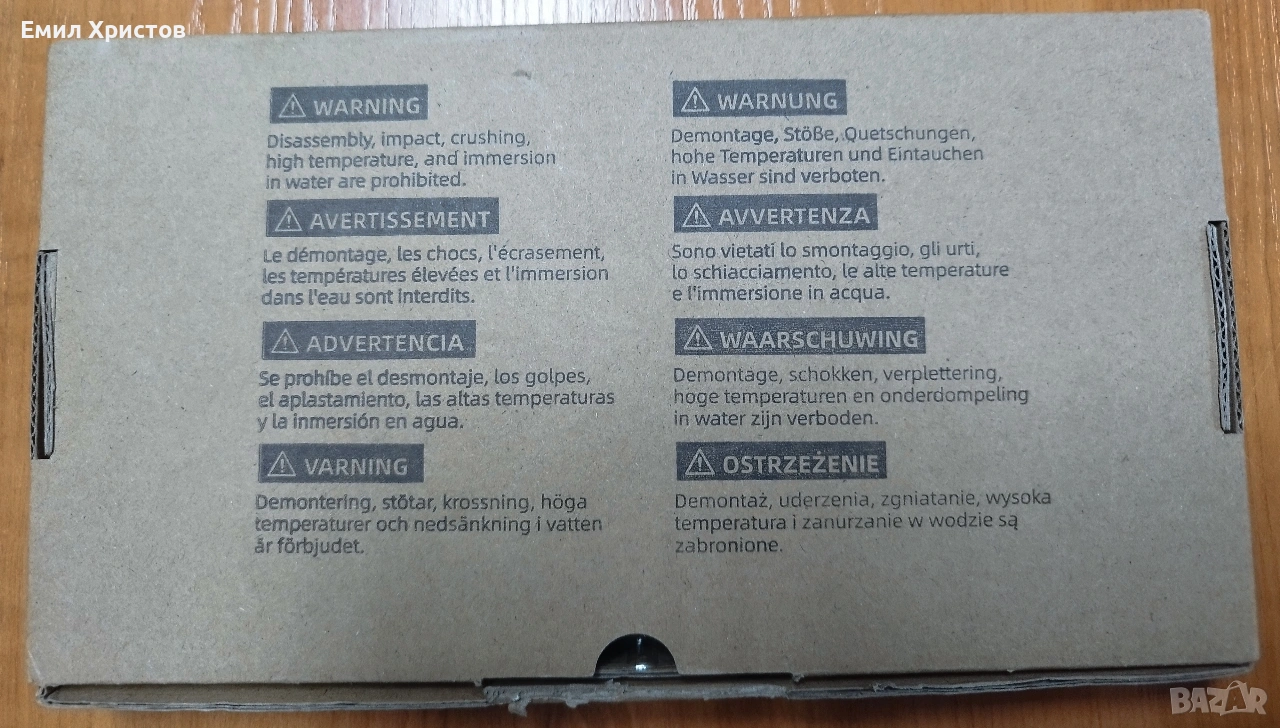 Емил Христов
WARNING
Disassembly, impact, crushing,
high temperature, and immersion
in water are prohibited.
AVERTISSEMENT
Le démontage, les chocs, l'écrasement,
les températures élevées et l'immersion
dans l'eau sont interdits.
ADVERTENCIA
Se prohíbe el desmontaje, los golpes,
el aplastamiento, las altas temperaturas
y la inmersión en agua.
VARNING
Demontering, stötar, krossning, höga
temperaturer och nedsänkning i vatten
är förbjudet.
WARNUNG
Demontage, Stöße, Quetschungen,
hohe Temperaturen und Eintauchen
in Wasser sind verboten.
AVVERTENZA
Sono vietati lo smontaggio, gli urti,
lo schiacciamento, le alte temperature
e l'immersione in acqua.
WAARSCHUWING
Demontage, schokken, verplettering,
hoge temperaturen en onderdompeling
in water zijn verboden.
OSTRZEŻENIE
Demontaż, uderzenia, zgniatanie, wysoka
temperatura i zanurzanie w wodzie są
zabronione.
BAZAR